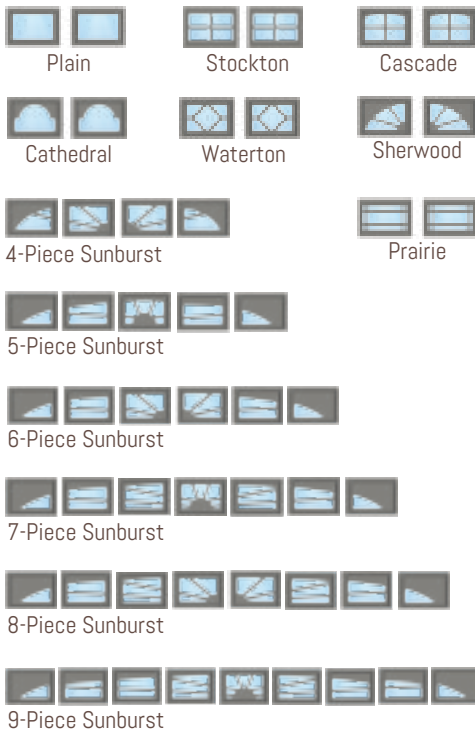 Plain
Stockton
Cascade
Cathedral
Waterton
Sherwood
4-Piece Sunburst
Prairie
5-Piece Sunburst
6-Piece Sunburst
7-Piece Sunburst
8-Piece Sunburst
9-Piece Sunburst